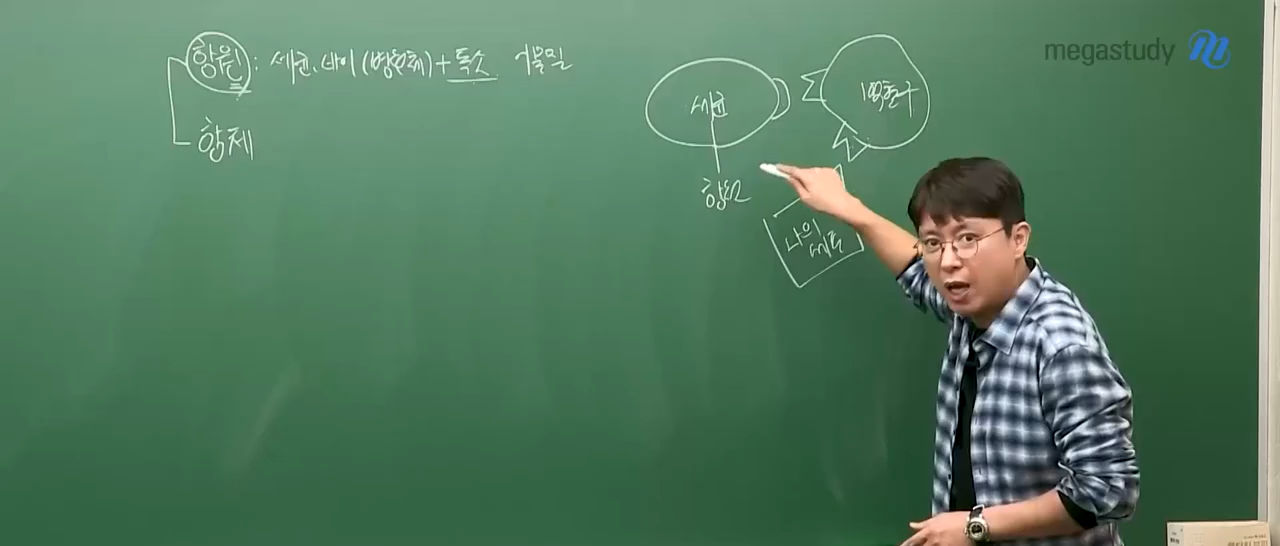 항원 : 세균, 바이 (병원체) + 독소 이물질
항체
세균
백혈구
항원
나의
세포
megastudy